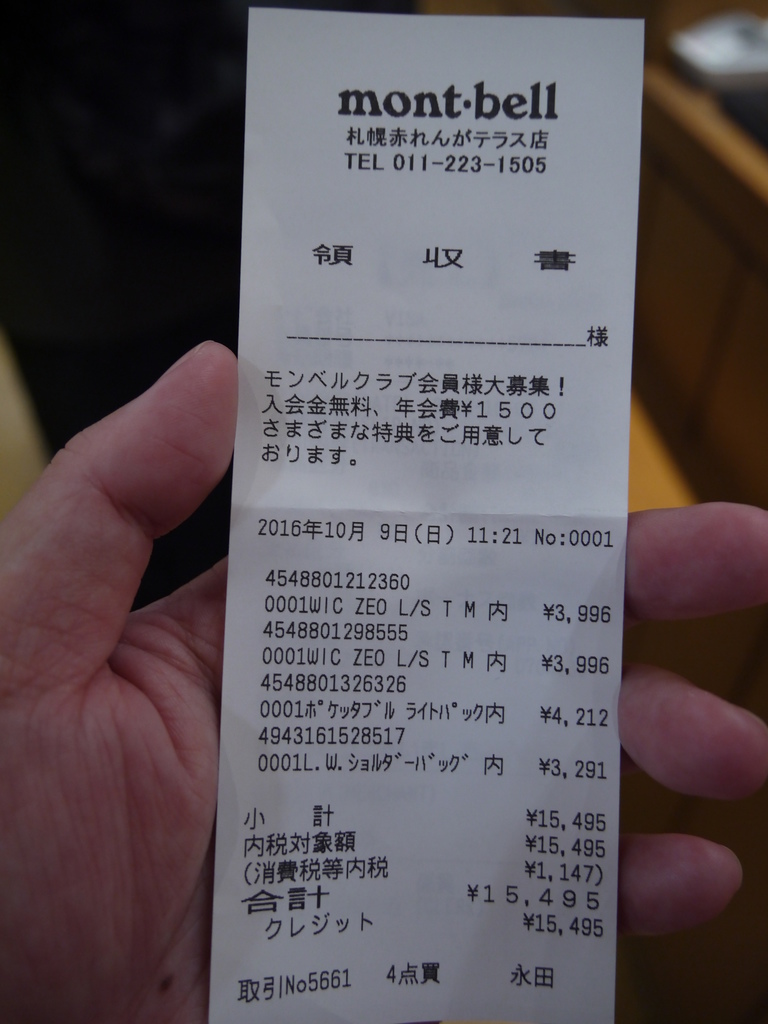 mont·bell
札幌赤れんがテラス店
TEL 011-223-1505
領 収 書
様
モンベルクラブ会員様大募集！
入会金無料、年会費¥１５００
さまざまな特典をご用意して
おります。
2016年10月 9日(日) 11:21 No:0001
4548801212360
0001WIC ZEO L/S T M 内 ¥3,996
4548801298555
0001WIC ZEO L/S T M 内 ¥3,996
4548801326326
0001ﾎﾟｹｯﾀﾌﾞﾙ ﾗｲﾄﾊﾟｯｸ内 ¥4,212
4943161528517
0001L.W.ｼｮﾙﾀﾞｰﾊﾞｯｸﾞ 内 ¥3,291
小 計 ¥15,495
内税対象額 ¥15,495
(消費税等内税 ¥1,147)
合計 ¥１５,４９５
クレジット ¥15,495
取引No5661 4点買 永田